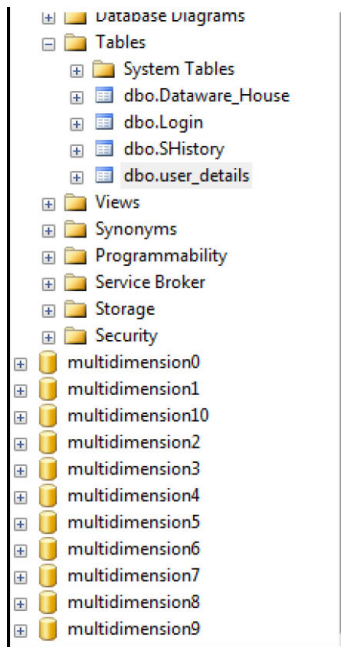 Database Diagrams
Tables
System Tables
dbo.Dataware_House
dbo.Login
dbo.SHistory
dbo.user_details
Views
Synonyms
Programmability
Service Broker
Storage
Security
multidimension0
multidimension1
multidimension10
multidimension2
multidimension3
multidimension4
multidimension5
multidimension6
multidimension7
multidimension8
multidimension9